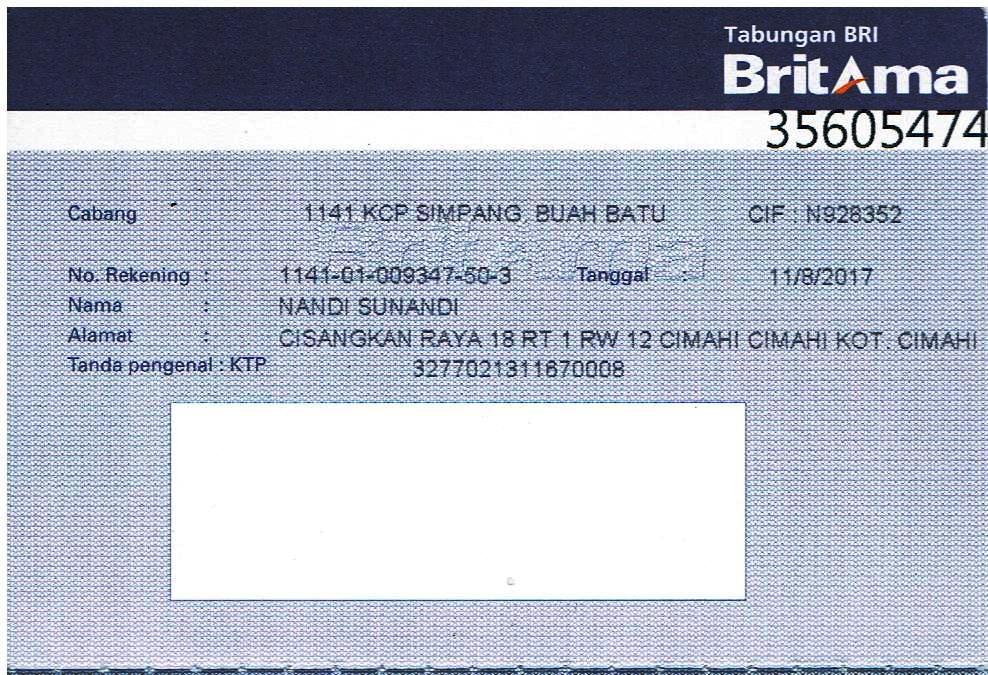 Tabungan BRI
BritAma
35605474
Cabang 1141 KCP SIMPANG BUAH BATU CIF N928352
No. Rekening : 1141-01-009347-50-3 Tanggal : 11/8/2017
Nama : NANDI SUNANDI
Alamat : CISANGKAN RAYA 18 RT 1 RW 12 CIMAHI CIMAHI KOT. CIMAHI
Tanda pengenal : KTP 3277021311670008